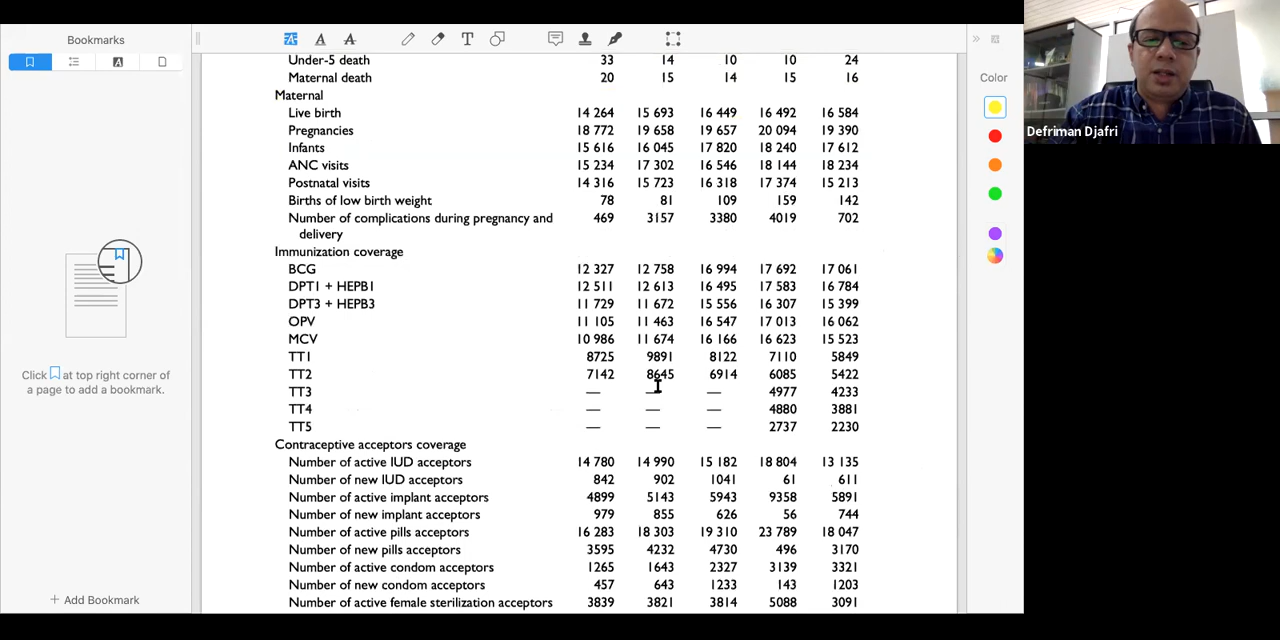 Bookmarks
Click at top right corner of
a page to add a bookmark.
+ Add Bookmark
A A T
Under-5 death 33 14 10 10 24
Maternal death 20 15 14 15 16
Maternal
Live birth 14 264 15 693 16 449 16 492 16 584
Pregnancies 18 772 19 658 19 657 20 094 19 390
Infants 15 616 16 045 17 820 18 240 17 612
ANC visits 15 234 17 302 16 546 18 144 18 234
Postnatal visits 14 316 15 723 16 318 17 374 15 213
Births of low birth weight 78 81 109 159 142
Number of complications during pregnancy and 469 3157 3380 4019 702
delivery
Immunization coverage
BCG 12 327 12 758 16 994 17 692 17 061
DPT1 + HEPB1 12 511 12 613 16 495 17 583 16 784
DPT3 + HEPB3 11 729 11 672 15 556 16 307 15 399
OPV 11 105 11 463 16 547 17 013 16 062
MCV 10 986 11 674 16 166 16 623 15 523
TT1 8725 9891 8122 7110 5849
TT2 7142 8645 6914 6085 5422
TT3 — — — 4977 4233
TT4 — — — 4880 3881
TT5 — — — 2737 2230
Contraceptive acceptors coverage
Number of active IUD acceptors 14 780 14 990 15 182 18 804 13 135
Number of new IUD acceptors 842 902 1041 61 611
Number of active implant acceptors 4899 5143 5943 9358 5891
Number of new implant acceptors 979 855 626 56 744
Number of active pills acceptors 16 283 18 303 19 310 23 789 18 047
Number of new pills acceptors 3595 4232 4730 496 3170
Number of active condom acceptors 1265 1643 2327 3139 3321
Number of new condom acceptors 457 643 1233 143 1203
Number of active female sterilization acceptors 3839 3821 3814 5088 3091
Color
Defriman Djafri